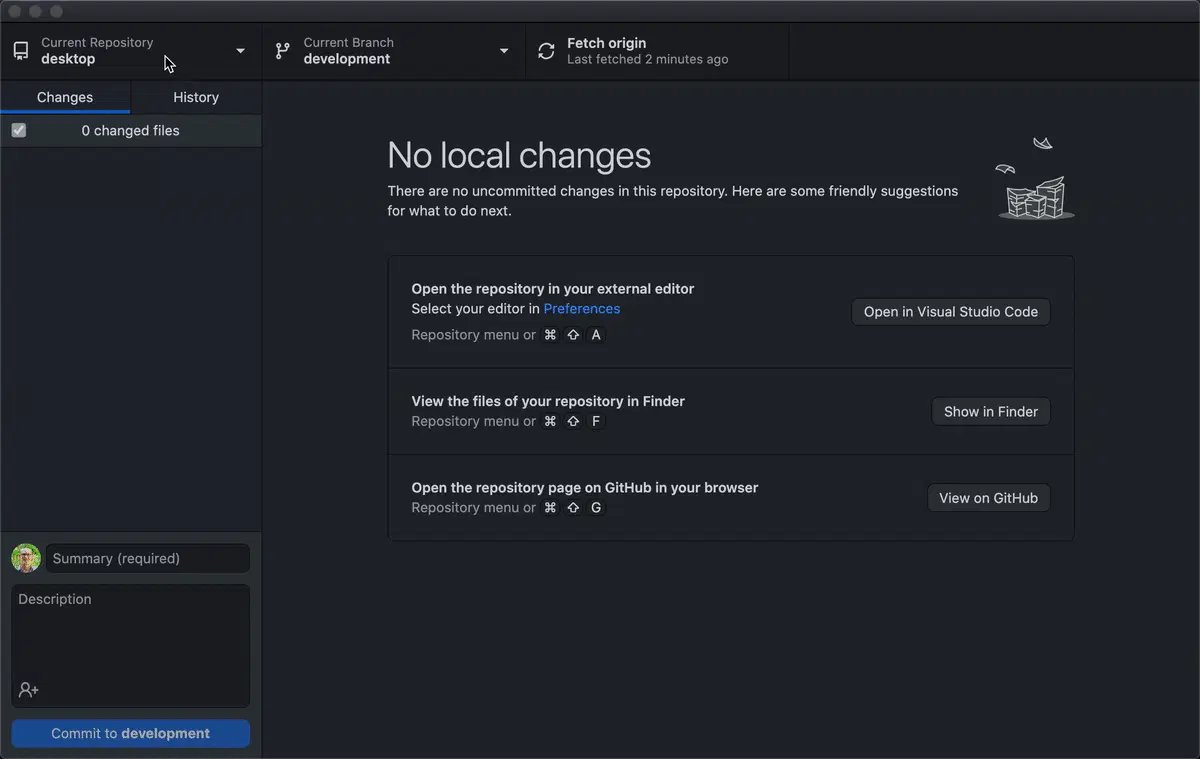 Current Repository
desktop
Current Branch
development
Fetch origin
Last fetched 2 minutes ago
Changes
History
0 changed files
No local changes
There are no uncommitted changes in this repository. Here are some friendly suggestions
for what to do next.
Open the repository in your external editor
Select your editor in Preferences
Repository menu or ⌘ ⇧ A
Open in Visual Studio Code
View the files of your repository in Finder
Repository menu or ⌘ ⇧ F
Show in Finder
Open the repository page on GitHub in your browser
Repository menu or ⌘ ⇧ G
View on GitHub
Summary (required)
Description
Commit to development